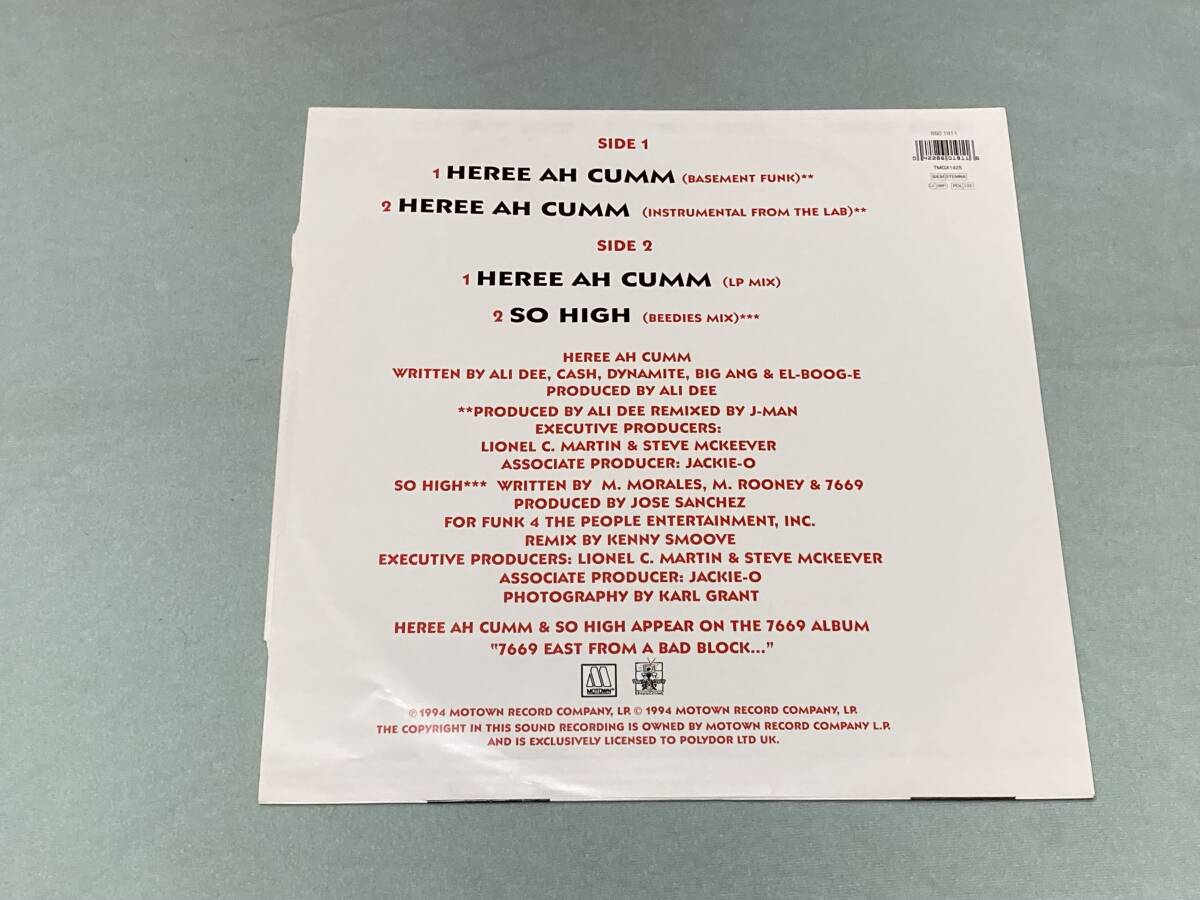 SIDE 1
1 HEREE AH CUMM (BASEMENT FUNK)**
2 HEREE AH CUMM (INSTRUMENTAL FROM THE LAB)**
SIDE 2
1 HEREE AH CUMM (LP MIX)
2 SO HIGH (BEEDIES MIX)***
860 1911
TMGX1425
HEREE AH CUMM
WRITTEN BY ALI DEE, CASH, DYNAMITE, BIG ANG & EL-BOOG-E
PRODUCED BY ALI DEE
**PRODUCED BY ALI DEE REMIXED BY J-MAN
EXECUTIVE PRODUCERS:
LIONEL C. MARTIN & STEVE MCKEEVER
ASSOCIATE PRODUCER: JACKIE-O
SO HIGH*** WRITTEN BY M. MORALES, M. ROONEY & 7669
PRODUCED BY JOSE SANCHEZ
FOR FUNK 4 THE PEOPLE ENTERTAINMENT, INC.
REMIX BY KENNY SMOOVE
EXECUTIVE PRODUCERS: LIONEL C. MARTIN & STEVE MCKEEVER
ASSOCIATE PRODUCER: JACKIE-O
PHOTOGRAPHY BY KARL GRANT
HEREE AH CUMM & SO HIGH APPEAR ON THE 7669 ALBUM
"7669 EAST FROM A BAD BLOCK..."
MOTOWN
℗ 1994 MOTOWN RECORD COMPANY, L.P. © 1994 MOTOWN RECORD COMPANY, L.P.
THE COPYRIGHT IN THIS SOUND RECORDING IS OWNED BY MOTOWN RECORD COMPANY L.P.
AND IS EXCLUSIVELY LICENSED TO POLYDOR LTD UK.